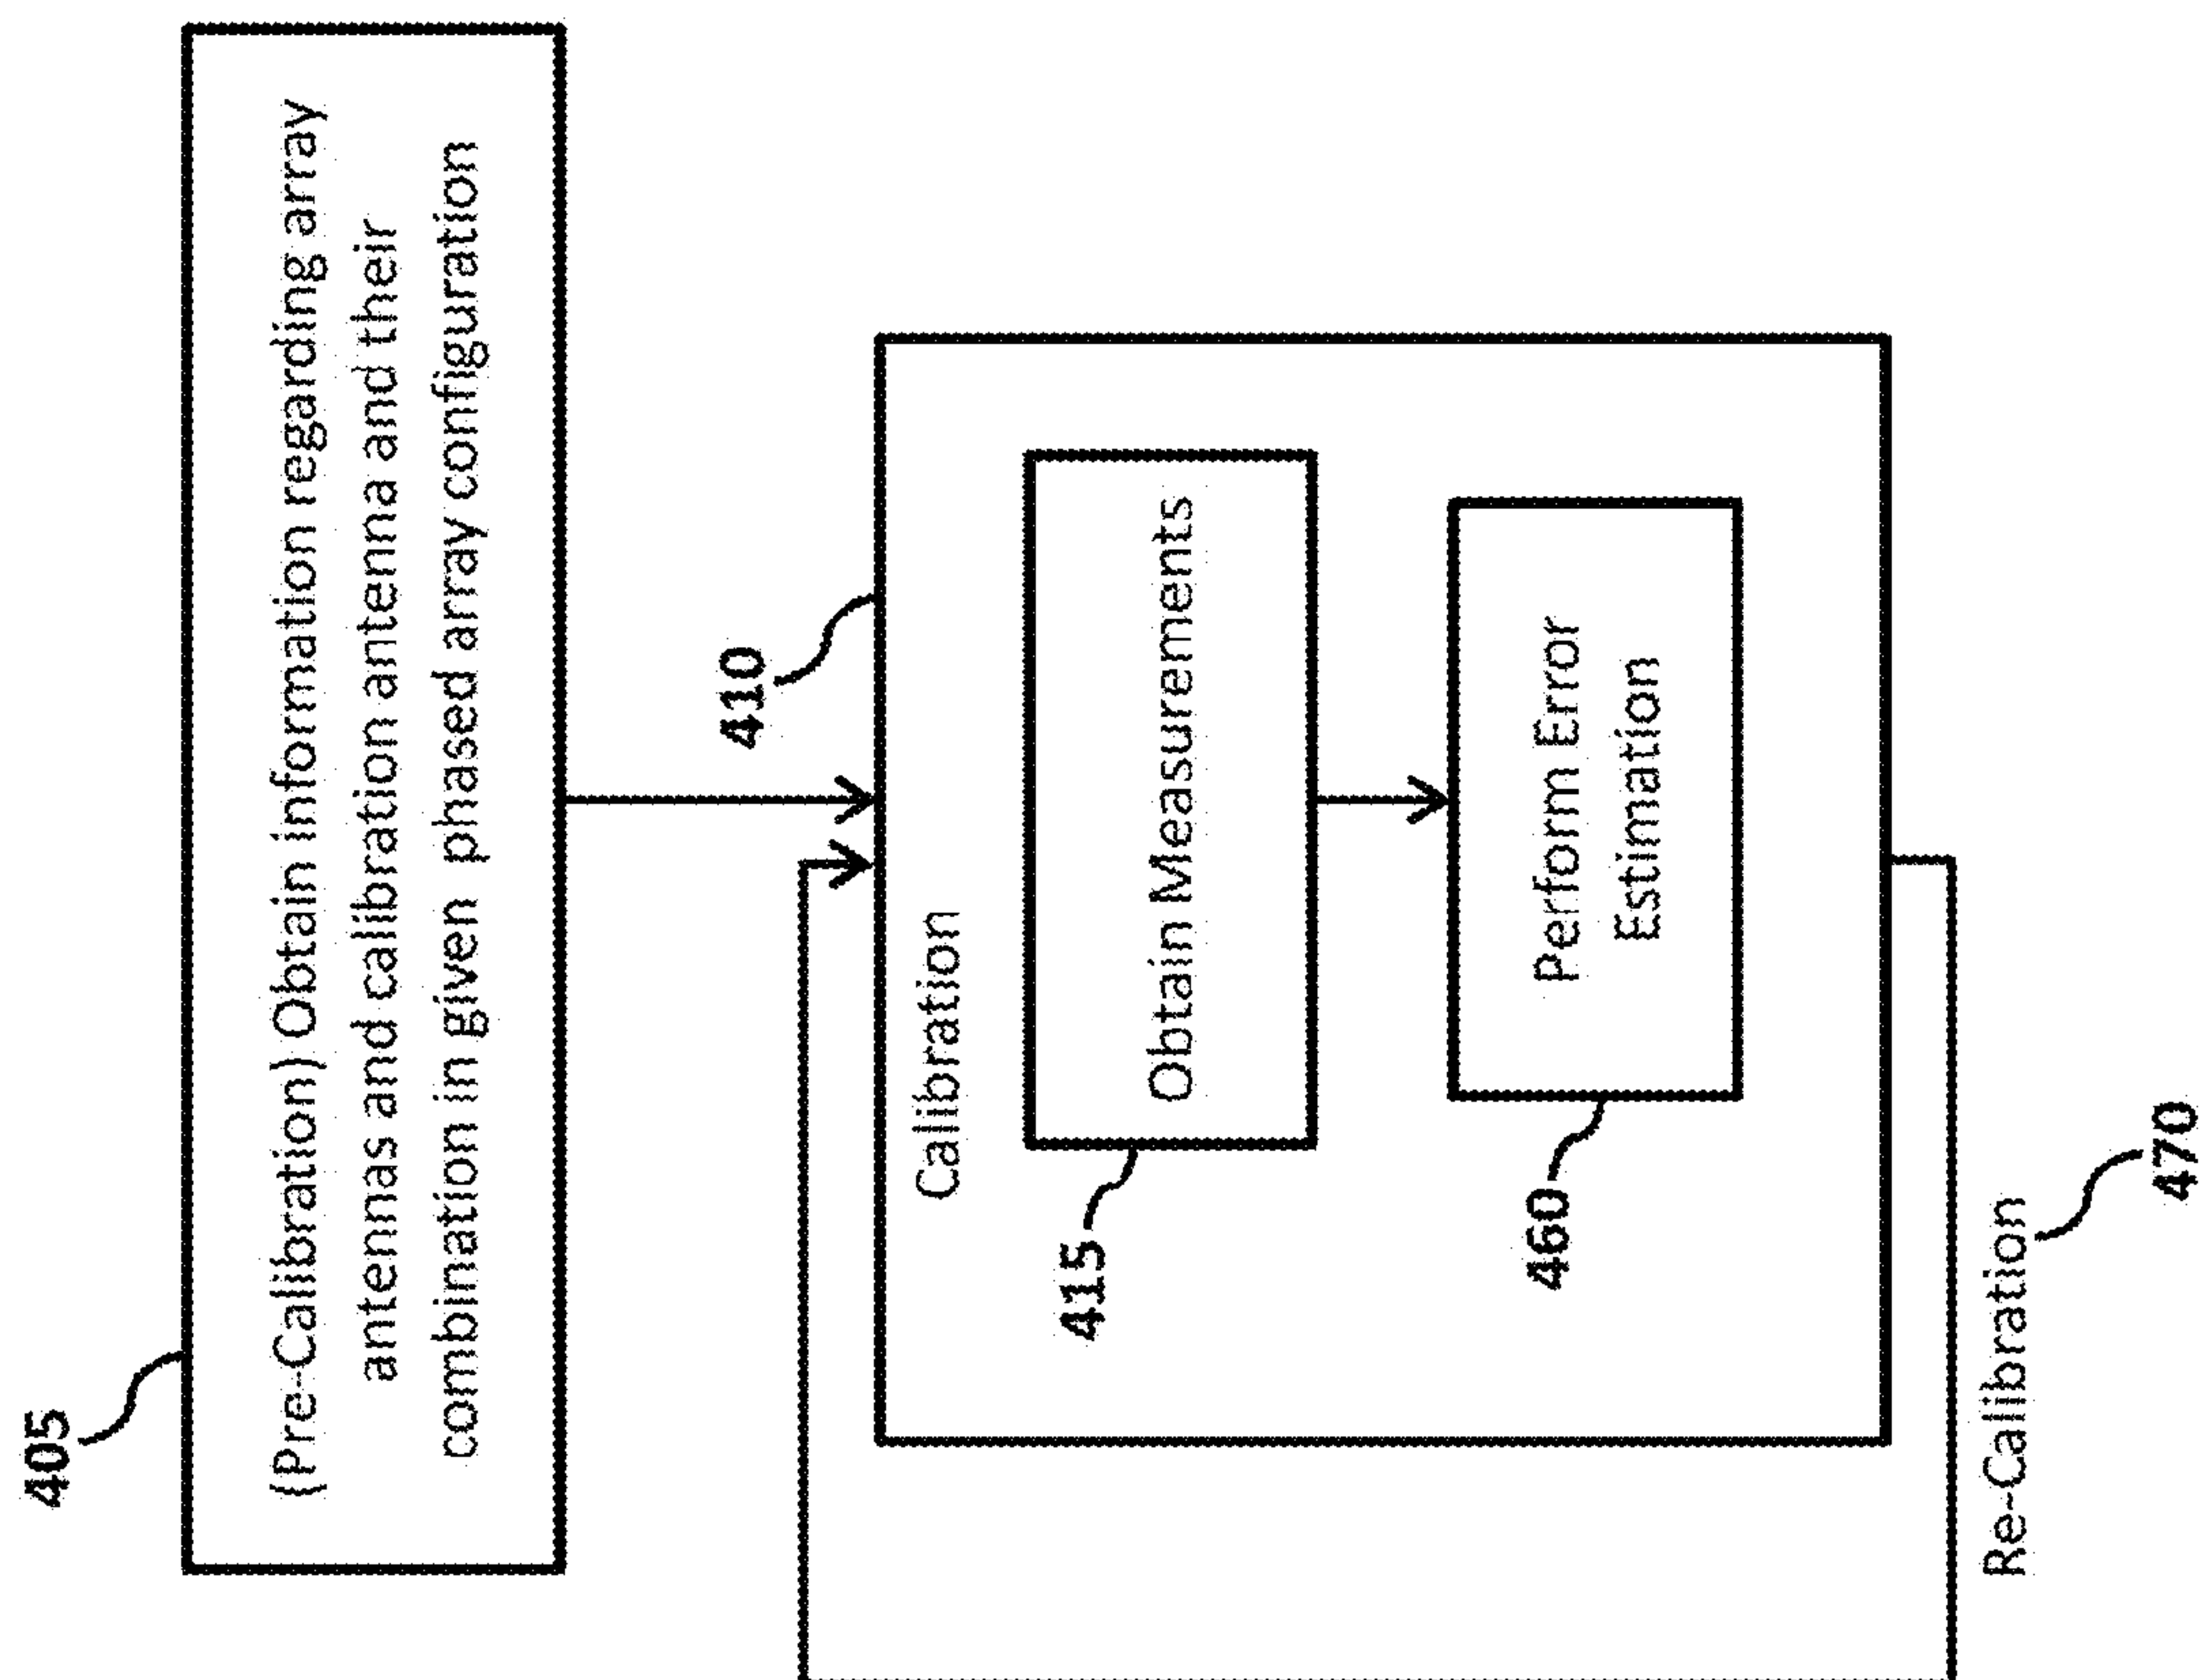 405
(Pre-Calibration) Obtain information regarding array
antennas and calibration antenna and their
combination in given phased array configuration
410
Calibration
415
Obtain Measurements
460
Perform Error
Estimation
Re-Calibration
470